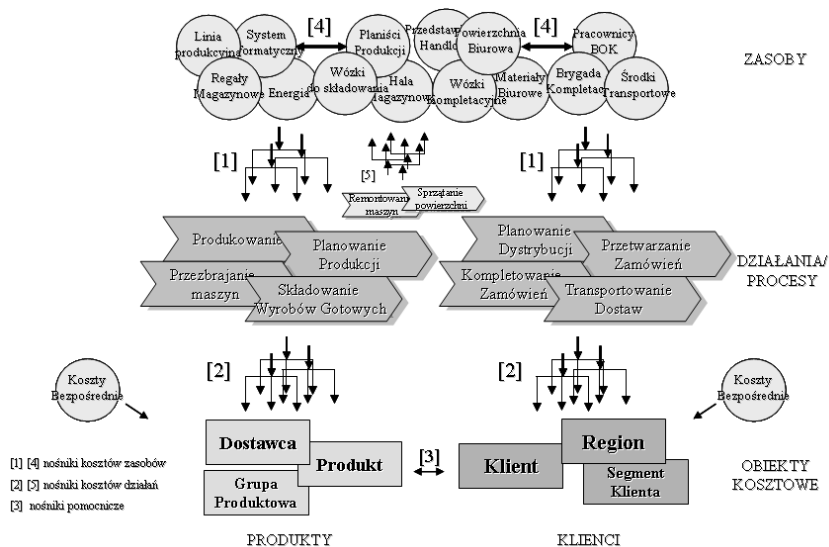 [4]
[4]
Linia
produkcyjna
System
formatyczny
Planiści
Produkcji
Przedstaw
Handlo
Powierzchnia
Biurowa
Pracownicy
BOK
ZASOBY
Regały
Magazynowe
Energia
Wózki
do składowania
Hala
Magazynow
Wózki
Kompletacyjne
Materiały
Biurowe
Brygada
Kompletac
Środki
Transportowe
[1]
[5]
[1]
Remontowanie
maszyn
Sprzątanie
powierzchni
Produkowanie
Planowanie
Produkcji
Przezbrajanie
maszyn
Składowanie
Wyrobów Gotowych
Planowanie
Dystrybucji
Przetwarzanie
Zamówień
Kompletowanie
Zamówień
Transportowanie
Dostaw
DZIAŁANIA/
PROCESY
[2]
[2]
Koszty
Bezpośrednie
Koszty
Bezpośrednie
Dostawca
Produkt
Grupa
Produktowa
[3]
Klient
Region
Segment
Klienta
OBIEKTY
KOSZTOWE
[1] [4] nośniki kosztów zasobów
[2] [5] nośniki kosztów działań
[3] nośniki pomocnicze
PRODUKTY
KLIENCI